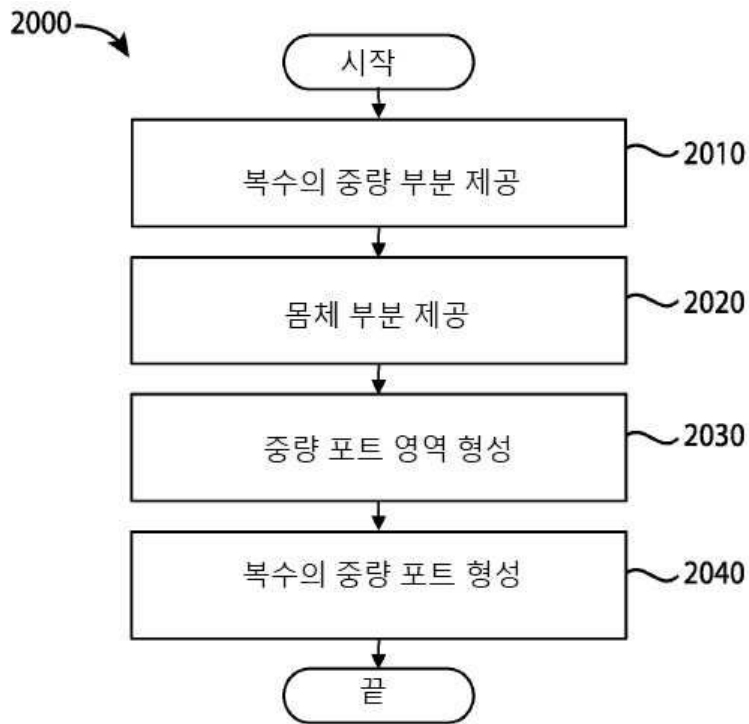 2000
시작
복수의 중량 부분 제공
2010
몸체 부분 제공
2020
중량 포트 영역 형성
2030
복수의 중량 포트 형성
2040
끝